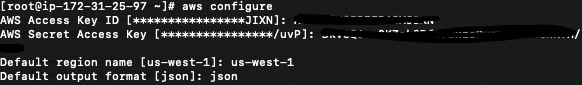 [root@ip-172-31-25-97 ~]# aws configure
AWS Access Key ID [****************JIXN]:
AWS Secret Access Key [****************/uvP]:
Default region name [us-west-1]: us-west-1
Default output format [json]: json